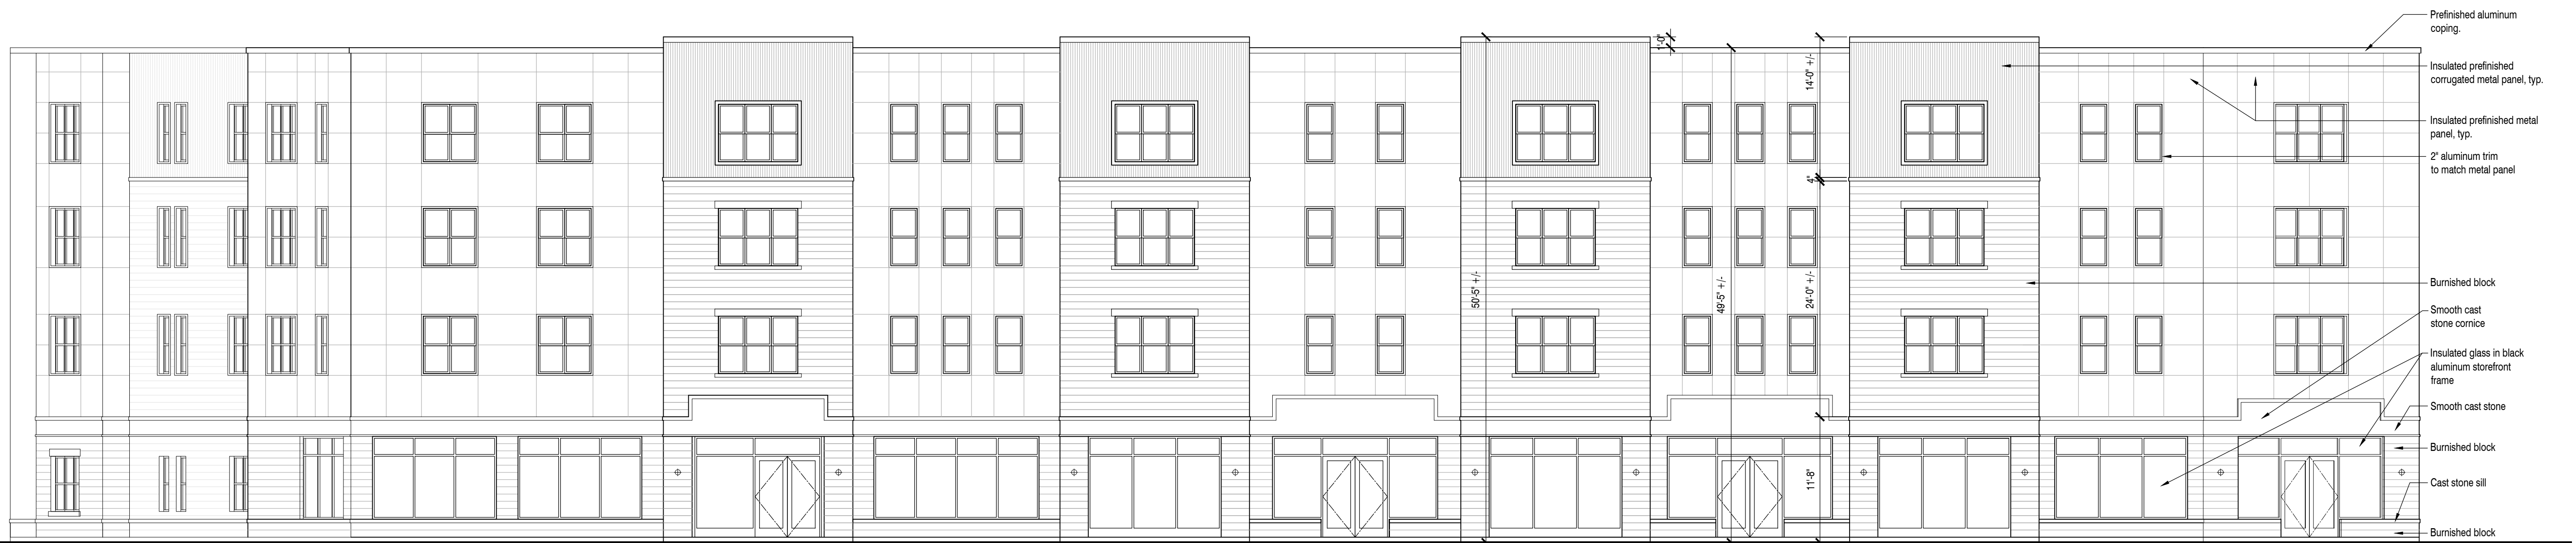 Prefinished aluminum
coping.
Insulated prefinished
corrugated metal panel, typ.
Insulated prefinished metal
panel, typ.
2" aluminum trim
to match metal panel
Burnished block
Smooth cast
stone cornice
Insulated glass in black
aluminum storefront
frame
Smooth cast stone
Burnished block
Cast stone sill
Burnished block
1'-0"
14'-0" +/-
4"
50'-5" +/-
49'-5" +/-
24'-0" +/-
11'-8"